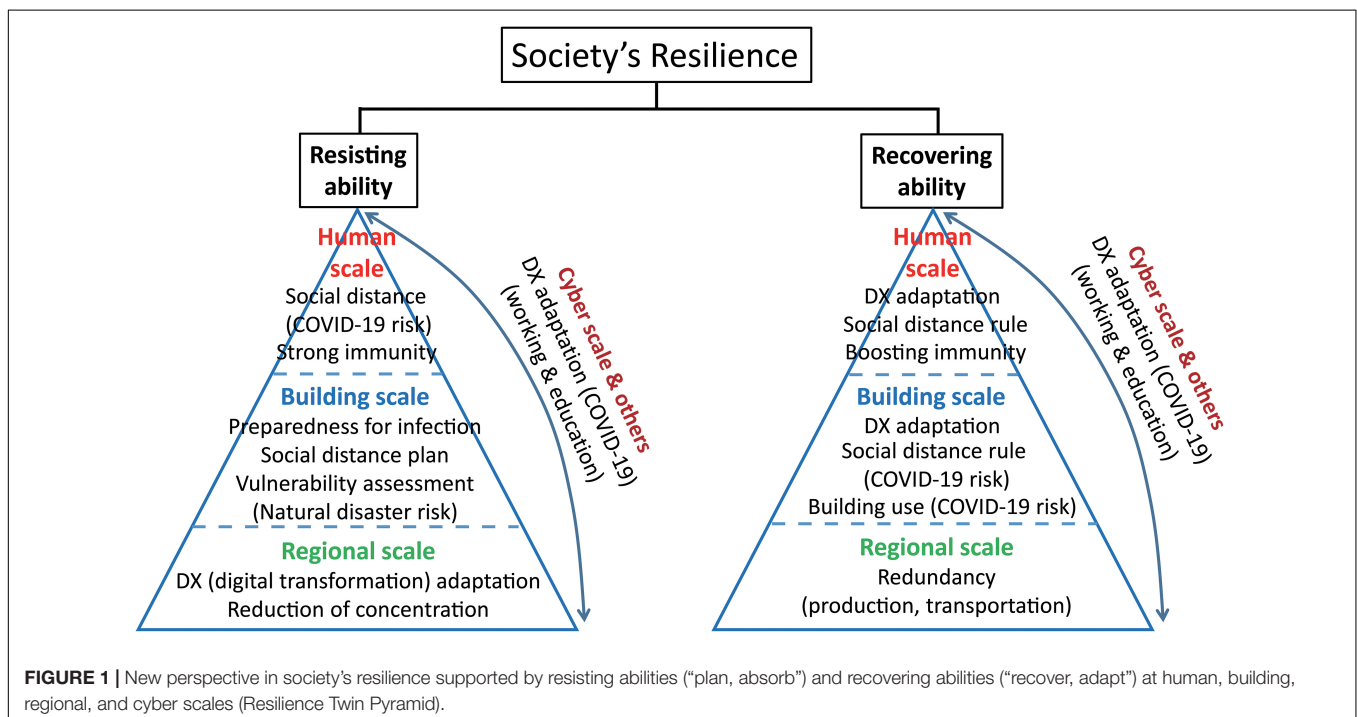 Society’s Resilience
Resisting
ability
Human
scale
Social distance
(COVID-19 risk)
Strong immunity
Building scale
Preparedness for infection
Social distance plan
Vulnerability assessment
(Natural disaster risk)
Regional scale
DX (digital transformation) adaptation
Reduction of concentration
Cyber scale & others
DX adaptation (COVID-19)
(working & education)
Recovering
ability
Human
scale
DX adaptation
Social distance rule
Boosting immunity
Building scale
DX adaptation
Social distance rule
(COVID-19 risk)
Building use (COVID-19 risk)
Regional scale
Redundancy
(production, transportation)
Cyber scale & others
DX adaptation (COVID-19)
(working & education)
FIGURE 1 | New perspective in society’s resilience supported by resisting abilities (“plan, absorb”) and recovering abilities (“recover, adapt”) at human, building,
regional, and cyber scales (Resilience Twin Pyramid).